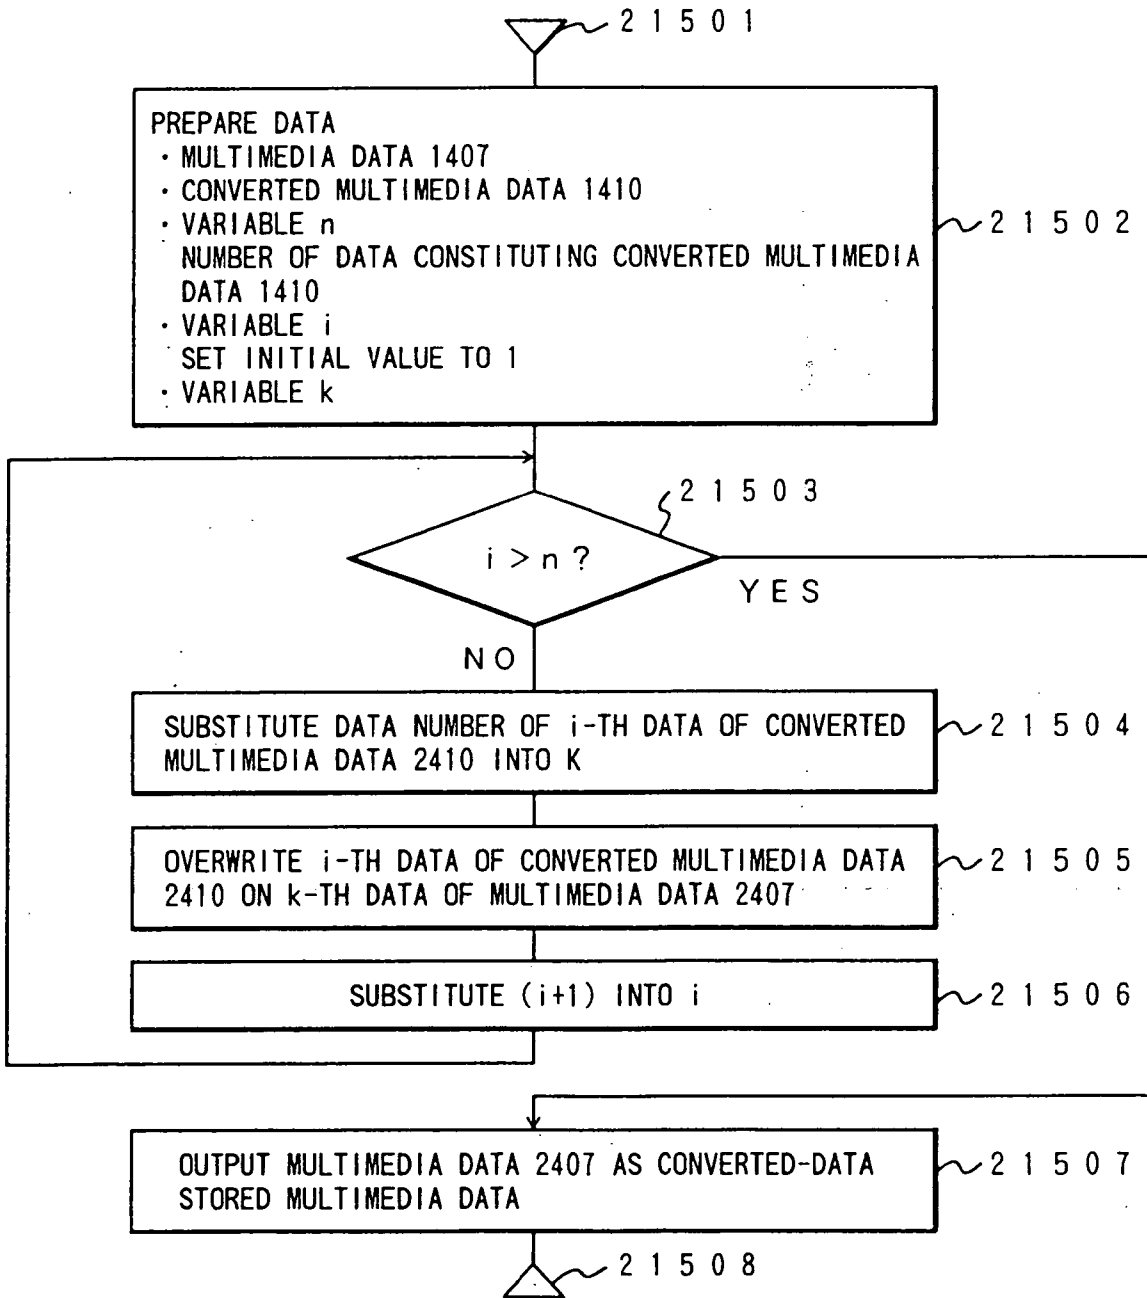 21501
PREPARE DATA
・MULTIMEDIA DATA 1407
・CONVERTED MULTIMEDIA DATA 1410
・VARIABLE n
NUMBER OF DATA CONSTITUTING CONVERTED MULTIMEDIA
DATA 1410
・VARIABLE i
SET INITIAL VALUE TO 1
・VARIABLE k
21502
21503
i > n ?
YES
NO
SUBSTITUTE DATA NUMBER OF i-TH DATA OF CONVERTED
MULTIMEDIA DATA 2410 INTO K
21504
OVERWRITE i-TH DATA OF CONVERTED MULTIMEDIA DATA
2410 ON k-TH DATA OF MULTIMEDIA DATA 2407
21505
SUBSTITUTE (i+1) INTO i
21506
OUTPUT MULTIMEDIA DATA 2407 AS CONVERTED-DATA
STORED MULTIMEDIA DATA
21507
21508